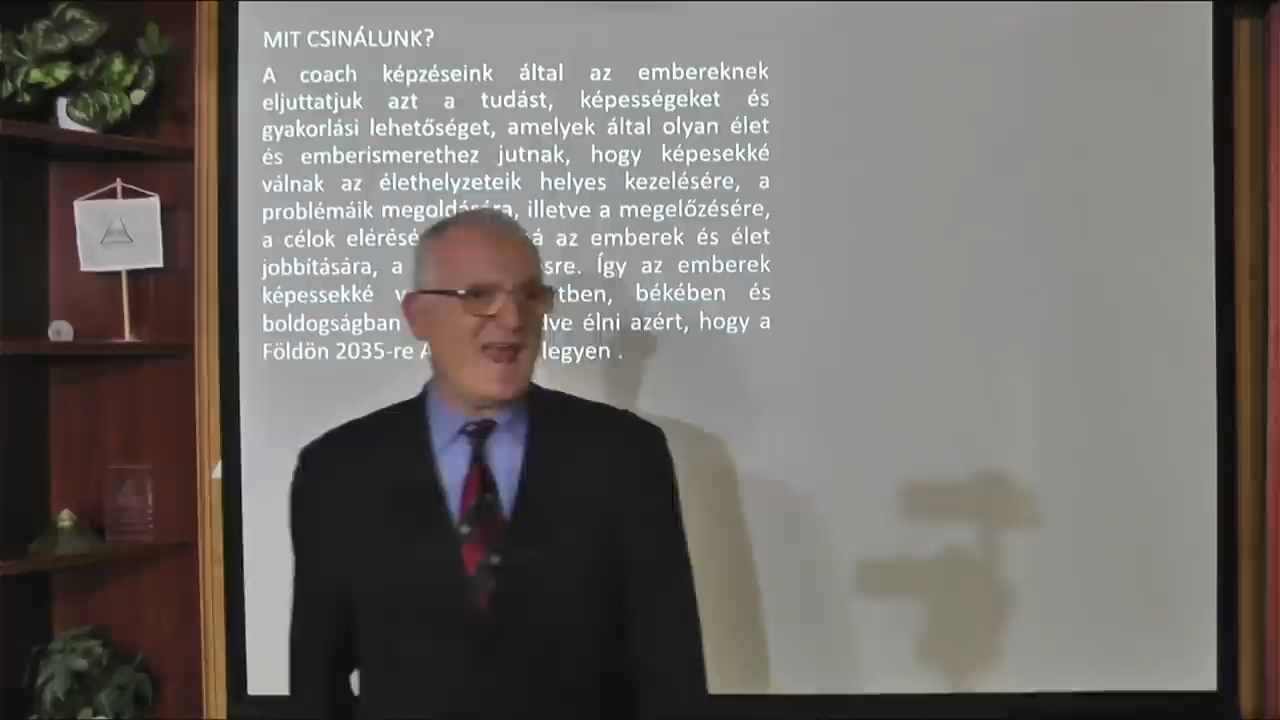 MIT CSINÁLUNK?
A coach képzéseink által az embereknek
eljuttatjuk azt a tudást, képességeket és
gyakorlási lehetőséget, amelyek által olyan élet
és emberismerethez jutnak, hogy képesekké
válnak az élethelyzeteik helyes kezelésére, a
problémáik megoldására, illetve a megelőzésére,
a célok az emberek és élet
jobbítására, a Így az emberek
képessekké békében és
boldogságban élni azért, hogy a
Földön 2035-re legyen .